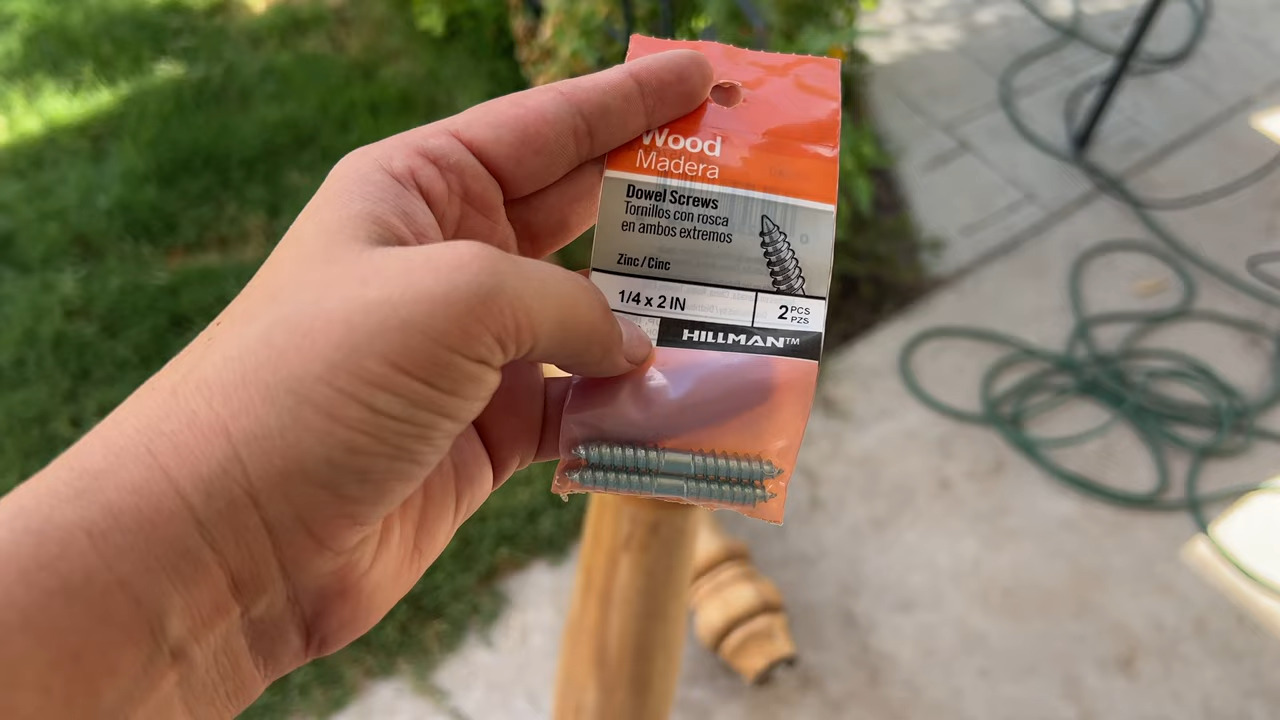 Wood
Madera
Dowel Screws
Tornillos con rosca
en ambos extremos
Zinc / Cinc
1/4 x 2 IN
2 PCS
PZS
HILLMAN™